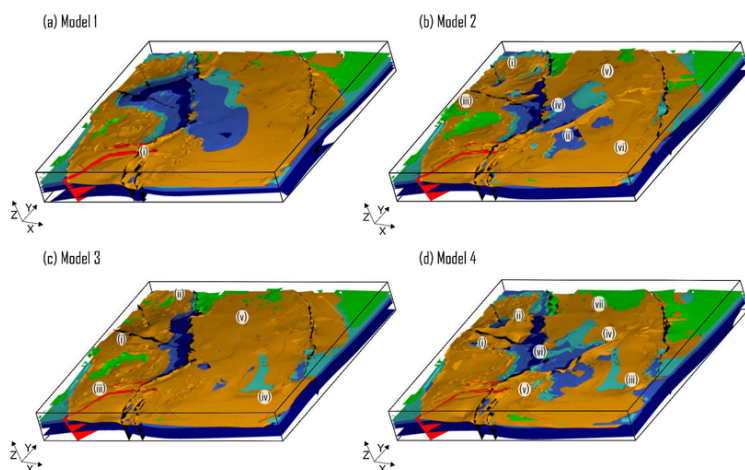 (a) Model 1
(i)
Z Y X
(b) Model 2
(i)
(v)
(iii)
(iv)
(ii)
(vi)
Z Y X
(c) Model 3
(ii)
(i)
(v)
(iii)
(iv)
Z Y X
(d) Model 4
(vii)
(ii)
(iv)
(i)
(vi)
(iii)
(v)
Z Y X